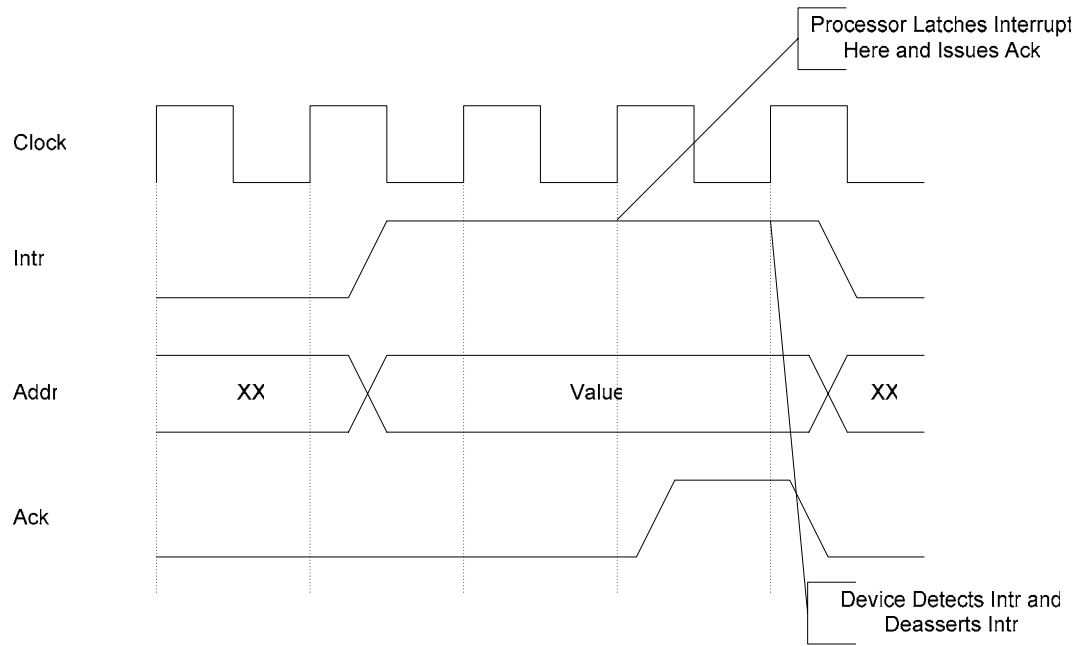 Processor Latches Interrupt
Here and Issues Ack
Clock
Intr
Addr
XX
Value
XX
Ack
Device Detects Intr and
Deasserts Intr